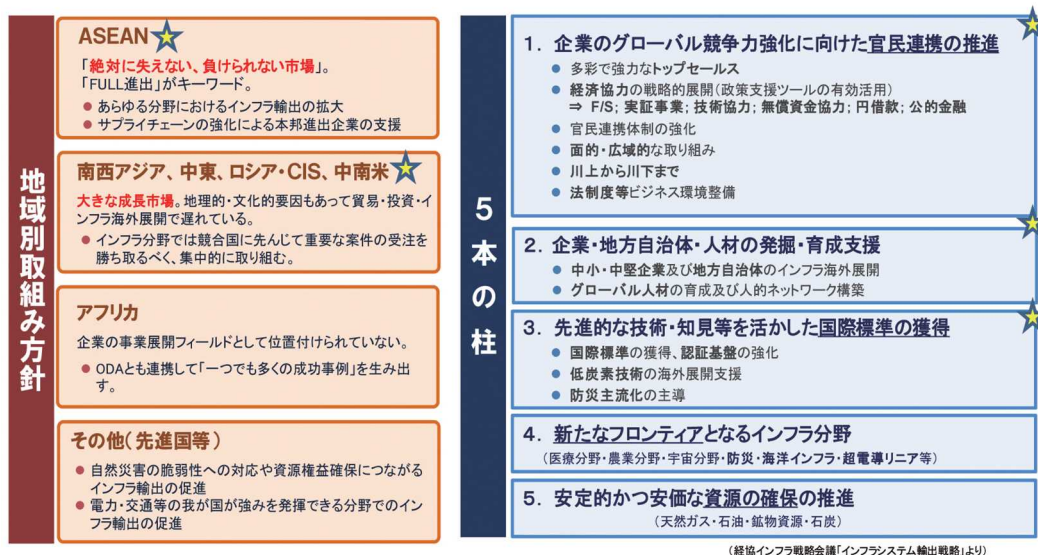 地域別取組み方針
ASEAN
「絶対に失えない、負けられない市場」。
「FULL進出」がキーワード。
● あらゆる分野におけるインフラ輸出の拡大
● サプライチェーンの強化による本邦進出企業の支援
南西アジア、中東、ロシア・CIS、中南米
大きな成長市場。地理的・文化的要因もあって貿易・投資・イ
ンフラ海外展開で遅れている。
● インフラ分野では競合国に先んじて重要な案件の受注を
勝ち取るべく、集中的に取り組む。
アフリカ
企業の事業展開フィールドとして位置付けられていない。
● ODAとも連携して「一つでも多くの成功事例」を生み出
す。
その他(先進国等)
● 自然災害の脆弱性への対応や資源権益確保につながる
インフラ輸出の促進
● 電力・交通等の我が国が強みを発揮できる分野でのイン
フラ輸出の促進
5本の柱
1. 企業のグローバル競争力強化に向けた官民連携の推進
● 多彩で強力なトップセールス
● 経済協力の戦略的展開(政策支援ツールの有効活用)
⇒ F/S; 実証事業; 技術協力; 無償資金協力; 円借款; 公的金融
● 官民連携体制の強化
● 面的・広域的な取り組み
● 川上から川下まで
● 法制度等ビジネス環境整備
2. 企業・地方自治体・人材の発掘・育成支援
● 中小・中堅企業及び地方自治体のインフラ海外展開
● グローバル人材の育成及び人的ネットワーク構築
3. 先進的な技術・知見等を活かした国際標準の獲得
● 国際標準の獲得、認証基盤の強化
● 低炭素技術の海外展開支援
● 防災主流化の主導
4. 新たなフロンティアとなるインフラ分野
(医療分野・農業分野・宇宙分野・防災・海洋インフラ・超電導リニア等)
5. 安定的かつ安価な資源の確保の推進
(天然ガス・石油・鉱物資源・石炭)
(経協インフラ戦略会議「インフラシステム輸出戦略」より)